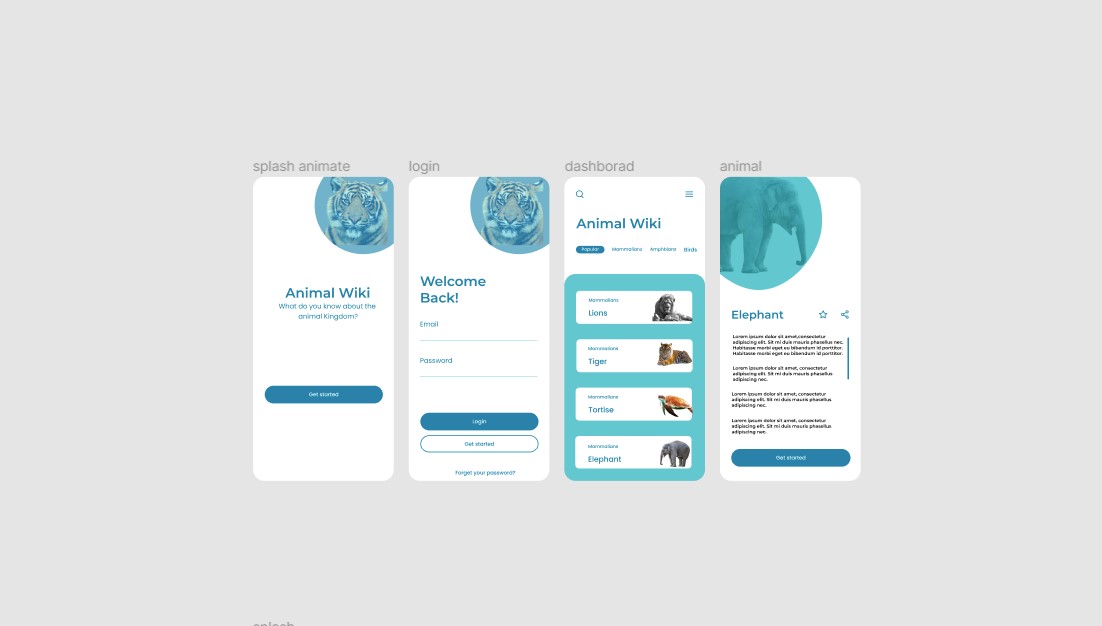 splash animate
Animal Wiki
What do you know about the
animal Kingdom?
Get started
login
Welcome
Back!
Email
Password
Login
Get started
Forget your password?
dashborad
Animal Wiki
Popular Mammalians Amphibians Birds
Mammalians
Lions
Mammalians
Tiger
Mammalians
Tortise
Mammalians
Elephant
animal
Elephant
Lorem ipsum dolor sit amet,consectetur
adipiscing elit. Sit mi duis mauris phasellus nec.
Habitasse morbi eget eu bibendum id porttitor.
Habitasse morbi eget eu bibendum id porttitor.
Lorem ipsum dolor sit amet, consectetur
adipiscing elit. Sit mi duis mauris phasellus
adipiscing nec.
Lorem ipsum dolor sit amet, consectetur
adipiscing elit. Sit mi duis mauris phasellus
adipiscing nec.
Lorem ipsum dolor sit amet, consectetur
adipiscing elit. Sit mi duis mauris phasellus
adipiscing nec.
Get started
splash